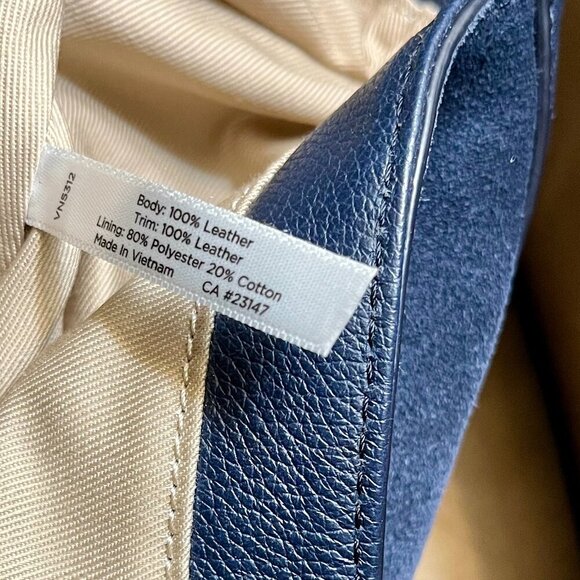 VN5312
Body: 100% Leather
Trim: 100% Leather
Lining: 80% Polyester 20% Cotton
Made In Vietnam CA #23147